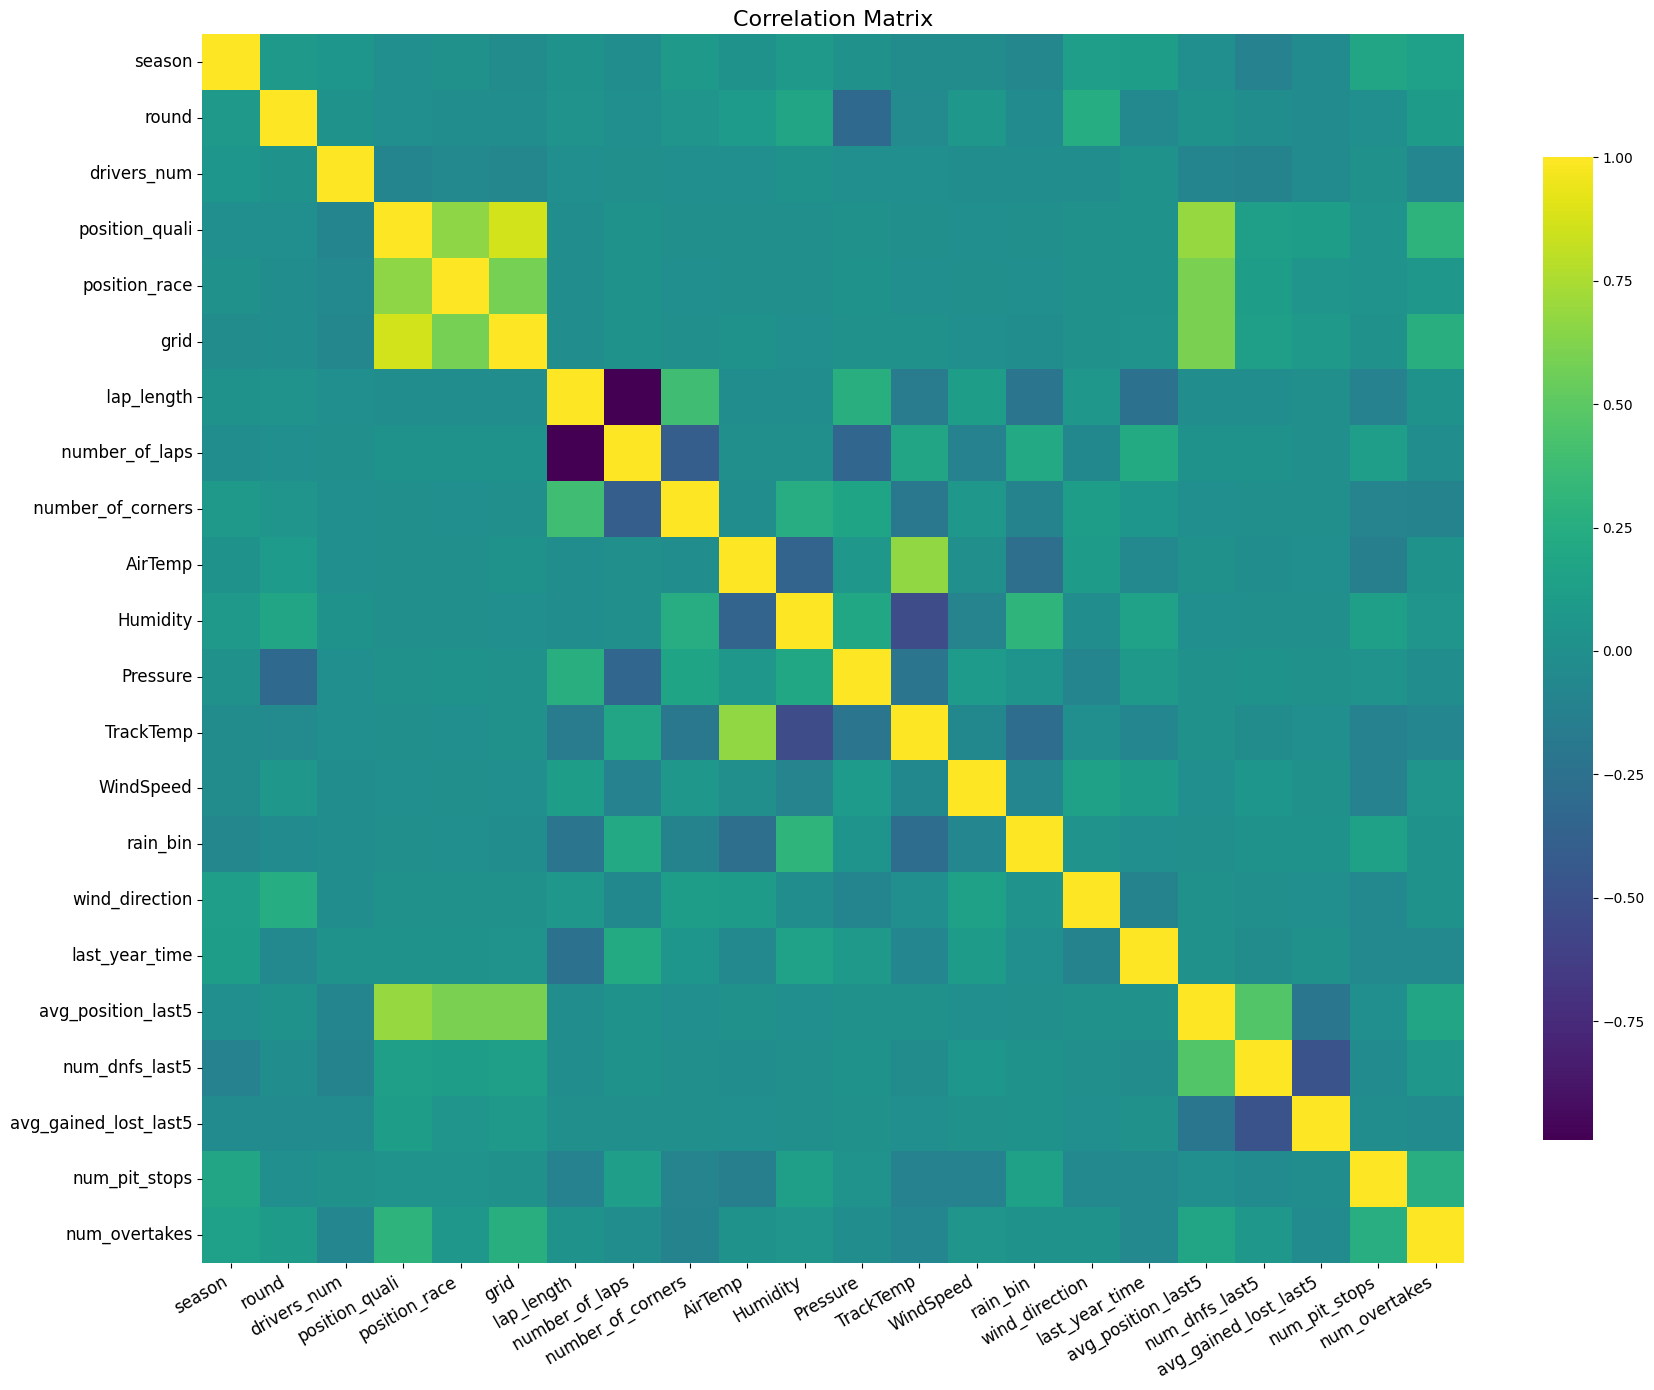 Correlation Matrix
season
round
drivers_num
position_quali
position_race
grid
lap_length
number_of_laps
number_of_corners
AirTemp
Humidity
Pressure
TrackTemp
WindSpeed
rain_bin
wind_direction
last_year_time
avg_position_last5
num_dnfs_last5
avg_gained_lost_last5
num_pit_stops
num_overtakes
season
round
drivers_num
position_quali
position_race
grid
lap_length
number_of_laps
number_of_corners
AirTemp
Humidity
Pressure
TrackTemp
WindSpeed
rain_bin
wind_direction
last_year_time
avg_position_last5
num_dnfs_last5
avg_gained_lost_last5
num_pit_stops
num_overtakes
1.00
0.75
0.50
0.25
0.00
−0.25
−0.50
−0.75